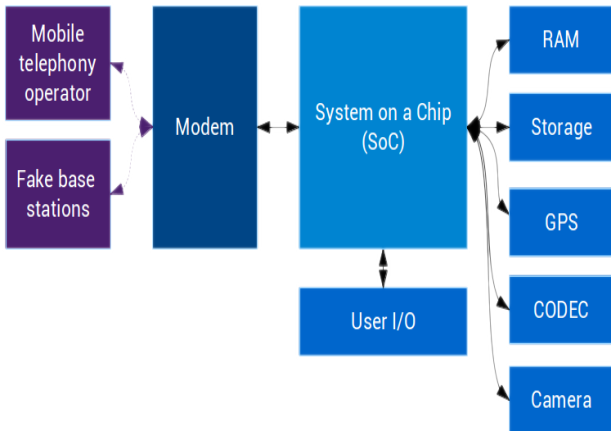 Mobile
telephony
operator
Fake base
stations
Modem
System on a Chip
(SoC)
User I/O
RAM
Storage
GPS
CODEC
Camera